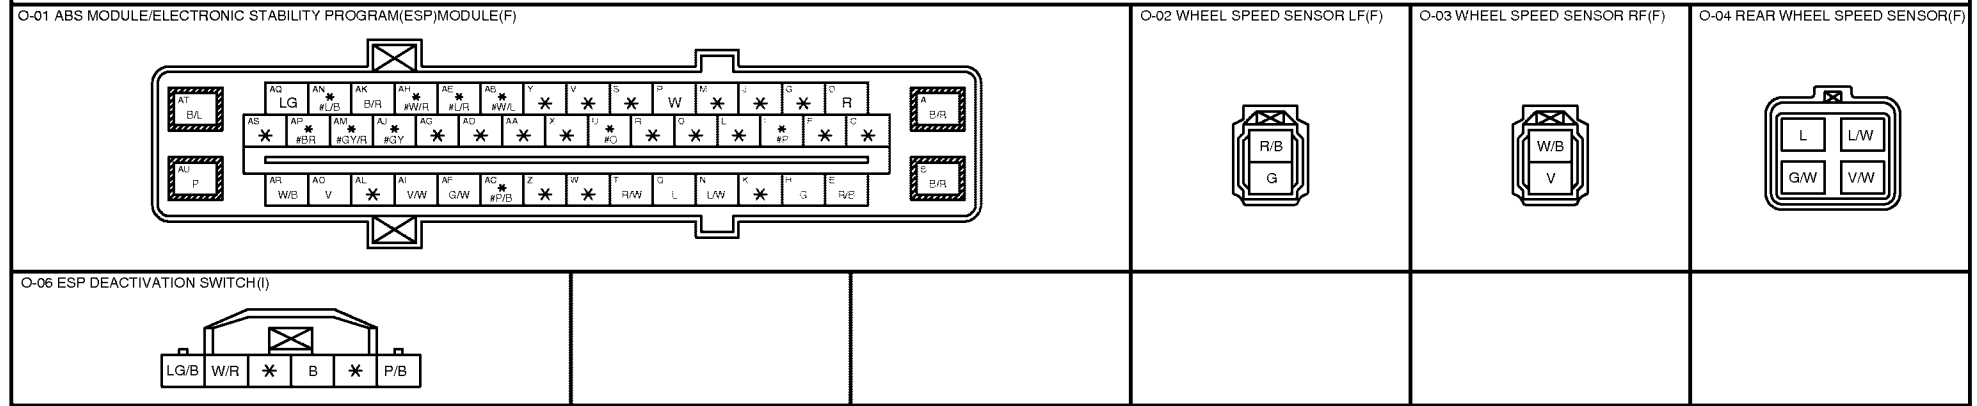 O-01 ABS MODULE/ELECTRONIC STABILITY PROGRAM(ESP)MODULE(F)
O-02 WHEEL SPEED SENSOR LF(F)
O-03 WHEEL SPEED SENSOR RF(F)
O-04 REAR WHEEL SPEED SENSOR(F)
AT AQ AN * AK AH * AE * AB * Y * V * S * P M * J * G * D A
B/L LG #L/B B/R #W/R #L/R #W/L W R B/R
AS * AP * AM * AJ * AG * AD * AA * X * U * R * O * L * I * F * C *
#BR #GY/R #GY #O #P
AU AR AO AL * AI AF AC * Z * W * T Q N K * H E B
P W/B V V/W G/W #P/B R/W L L/W G R/B B/R
R/B
G
W/B
V
L L/W
G/W V/W
O-06 ESP DEACTIVATION SWITCH(I)
LG/B W/R * B * P/B